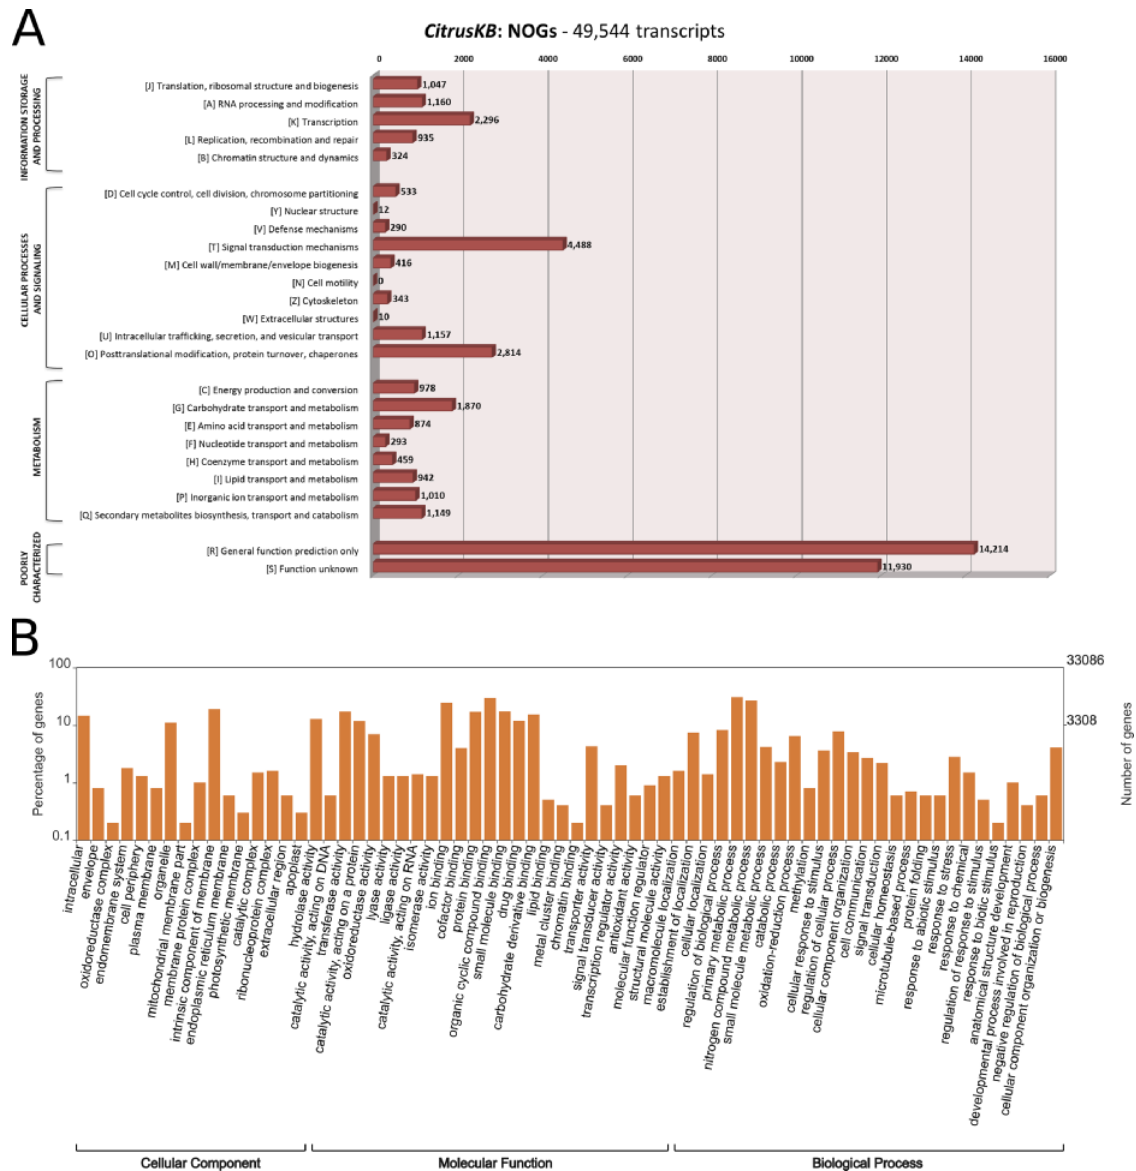 A
CitrusKB: NOGs - 49,544 transcripts
0 2000 4000 6000 8000 10000 12000 14000 16000
INFORMATION STORAGE
AND PROCESSING
[J] Translation, ribosomal structure and biogenesis 1,047
[A] RNA processing and modification 1,160
[K] Transcription 2,296
[L] Replication, recombination and repair 935
[B] Chromatin structure and dynamics 324
CELLULAR PROCESSES
AND SIGNALING
[D] Cell cycle control, cell division, chromosome partitioning 533
[Y] Nuclear structure 12
[V] Defense mechanisms 290
[T] Signal transduction mechanisms 4,488
[M] Cell wall/membrane/envelope biogenesis 416
[N] Cell motility 0
[Z] Cytoskeleton 343
[W] Extracellular structures 10
[U] Intracellular trafficking, secretion, and vesicular transport 1,157
[O] Posttranslational modification, protein turnover, chaperones 2,814
METABOLISM
[C] Energy production and conversion 978
[G] Carbohydrate transport and metabolism 1,870
[E] Amino acid transport and metabolism 874
[F] Nucleotide transport and metabolism 293
[H] Coenzyme transport and metabolism 459
[I] Lipid transport and metabolism 942
[P] Inorganic ion transport and metabolism 1,010
[Q] Secondary metabolites biosynthesis, transport and catabolism 1,149
POORLY
CHARACTERIZED
[R] General function prediction only 14,214
[S] Function unknown 11,930
B
Percentage of genes
100
10
1
0.1
33086
3308
Number of genes
intracellular
envelope
oxidoreductase complex
endomembrane system
cell periphery
plasma membrane
organelle
mitochondrial membrane part
membrane protein complex
intrinsic component of membrane
endoplasmic reticulum membrane
photosynthetic membrane
catalytic complex
ribonucleoprotein complex
extracellular region
apoplast
hydrolase activity
catalytic activity, acting on DNA
transferase activity
catalytic activity, acting on a protein
oxidoreductase activity
lyase activity
ligase activity
catalytic activity, acting on RNA
isomerase activity
ion binding
cofactor binding
protein binding
organic cyclic compound binding
small molecule binding
drug binding
carbohydrate derivative binding
lipid binding
metal cluster binding
chromatin binding
transporter activity
signal transducer activity
transcription regulator activity
antioxidant activity
molecular function regulator
structural molecule activity
macromolecule localization
establishment of localization
cellular localization
regulation of biological process
primary metabolic process
nitrogen compound metabolic process
small molecule metabolic process
catabolic process
oxidation-reduction process
methylation
cellular response to stimulus
regulation of cellular process
cellular component organization
cell communication
signal transduction
cellular homeostasis
microtubule-based process
protein folding
response to abiotic stimulus
response to stress
response to chemical
regulation of response to stimulus
response to biotic stimulus
anatomical structure development
developmental process involved in reproduction
negative regulation of biological process
cellular component organization or biogenesis
Cellular Component
Molecular Function
Biological Process